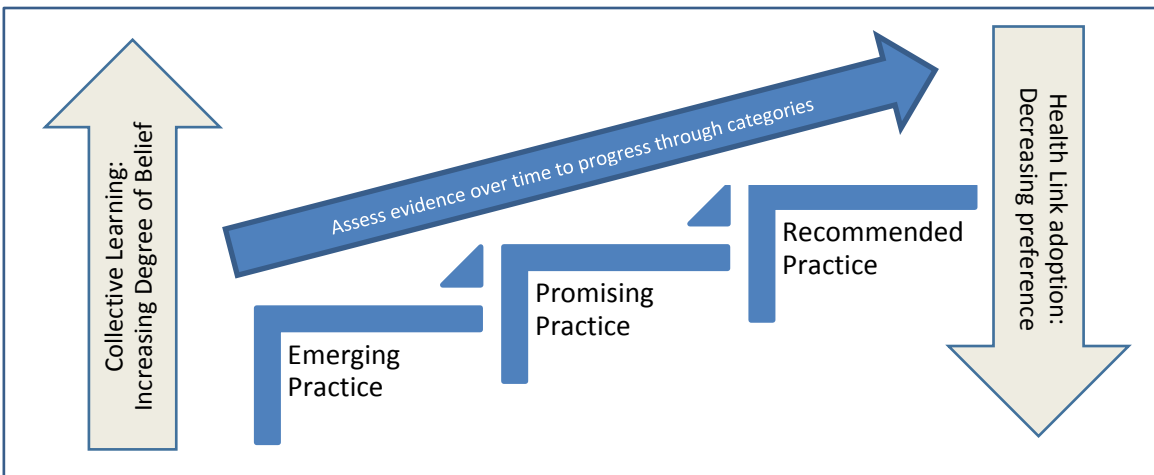 Collective Learning:
Increasing Degree of Belief
Assess evidence over time to progress through categories
Emerging
Practice
Promising
Practice
Recommended
Practice
Health Link adoption:
Decreasing preference